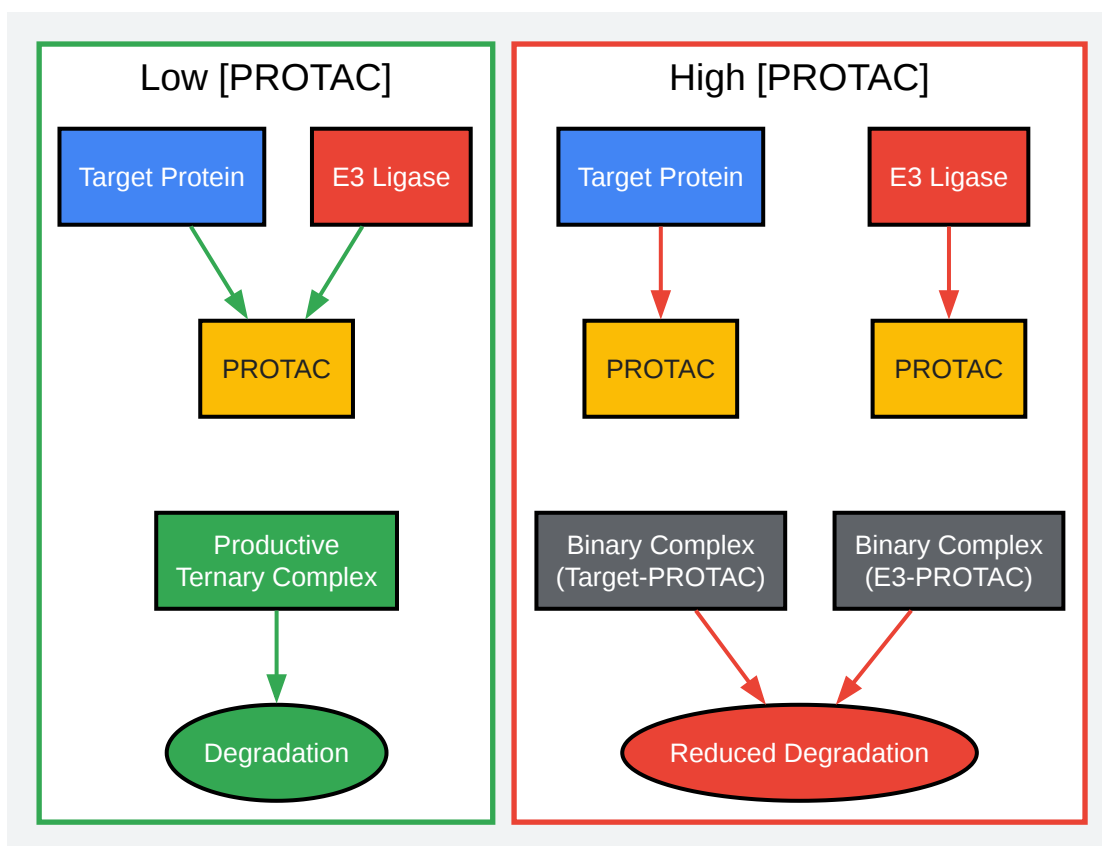 Low [PROTAC]
Target Protein
E3 Ligase
PROTAC
Productive
Ternary Complex
Degradation
High [PROTAC]
Target Protein
E3 Ligase
PROTAC
PROTAC
Binary Complex
(Target-PROTAC)
Binary Complex
(E3-PROTAC)
Reduced Degradation